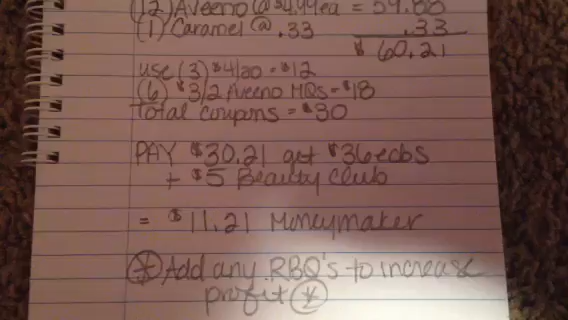 (12) Aveeno @ $4.99ea = 59.88
(1) Caramel @ .33 .33
$ 60.21
use (3) $4/20 = $12
(6) $3/2 Aveeno MQs = $18
Total coupons = $30
PAY $30.21 get $36 ecbs
+ $5 Beauty Club
= $11.21 Moneymaker
* Add any RBQ's to increase
profit *